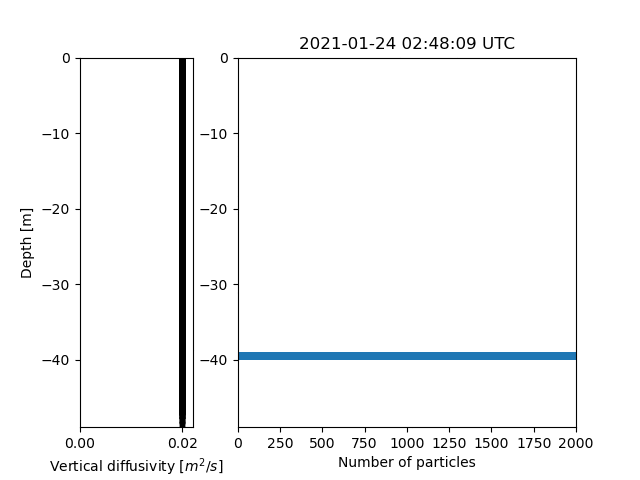 2021-01-24 02:48:09 UTC
0
−10
−20
−30
−40
Depth [m]
0.00 0.02
Vertical diffusivity [m²/s]
0
−10
−20
−30
−40
0 250 500 750 1000 1250 1500 1750 2000
Number of particles